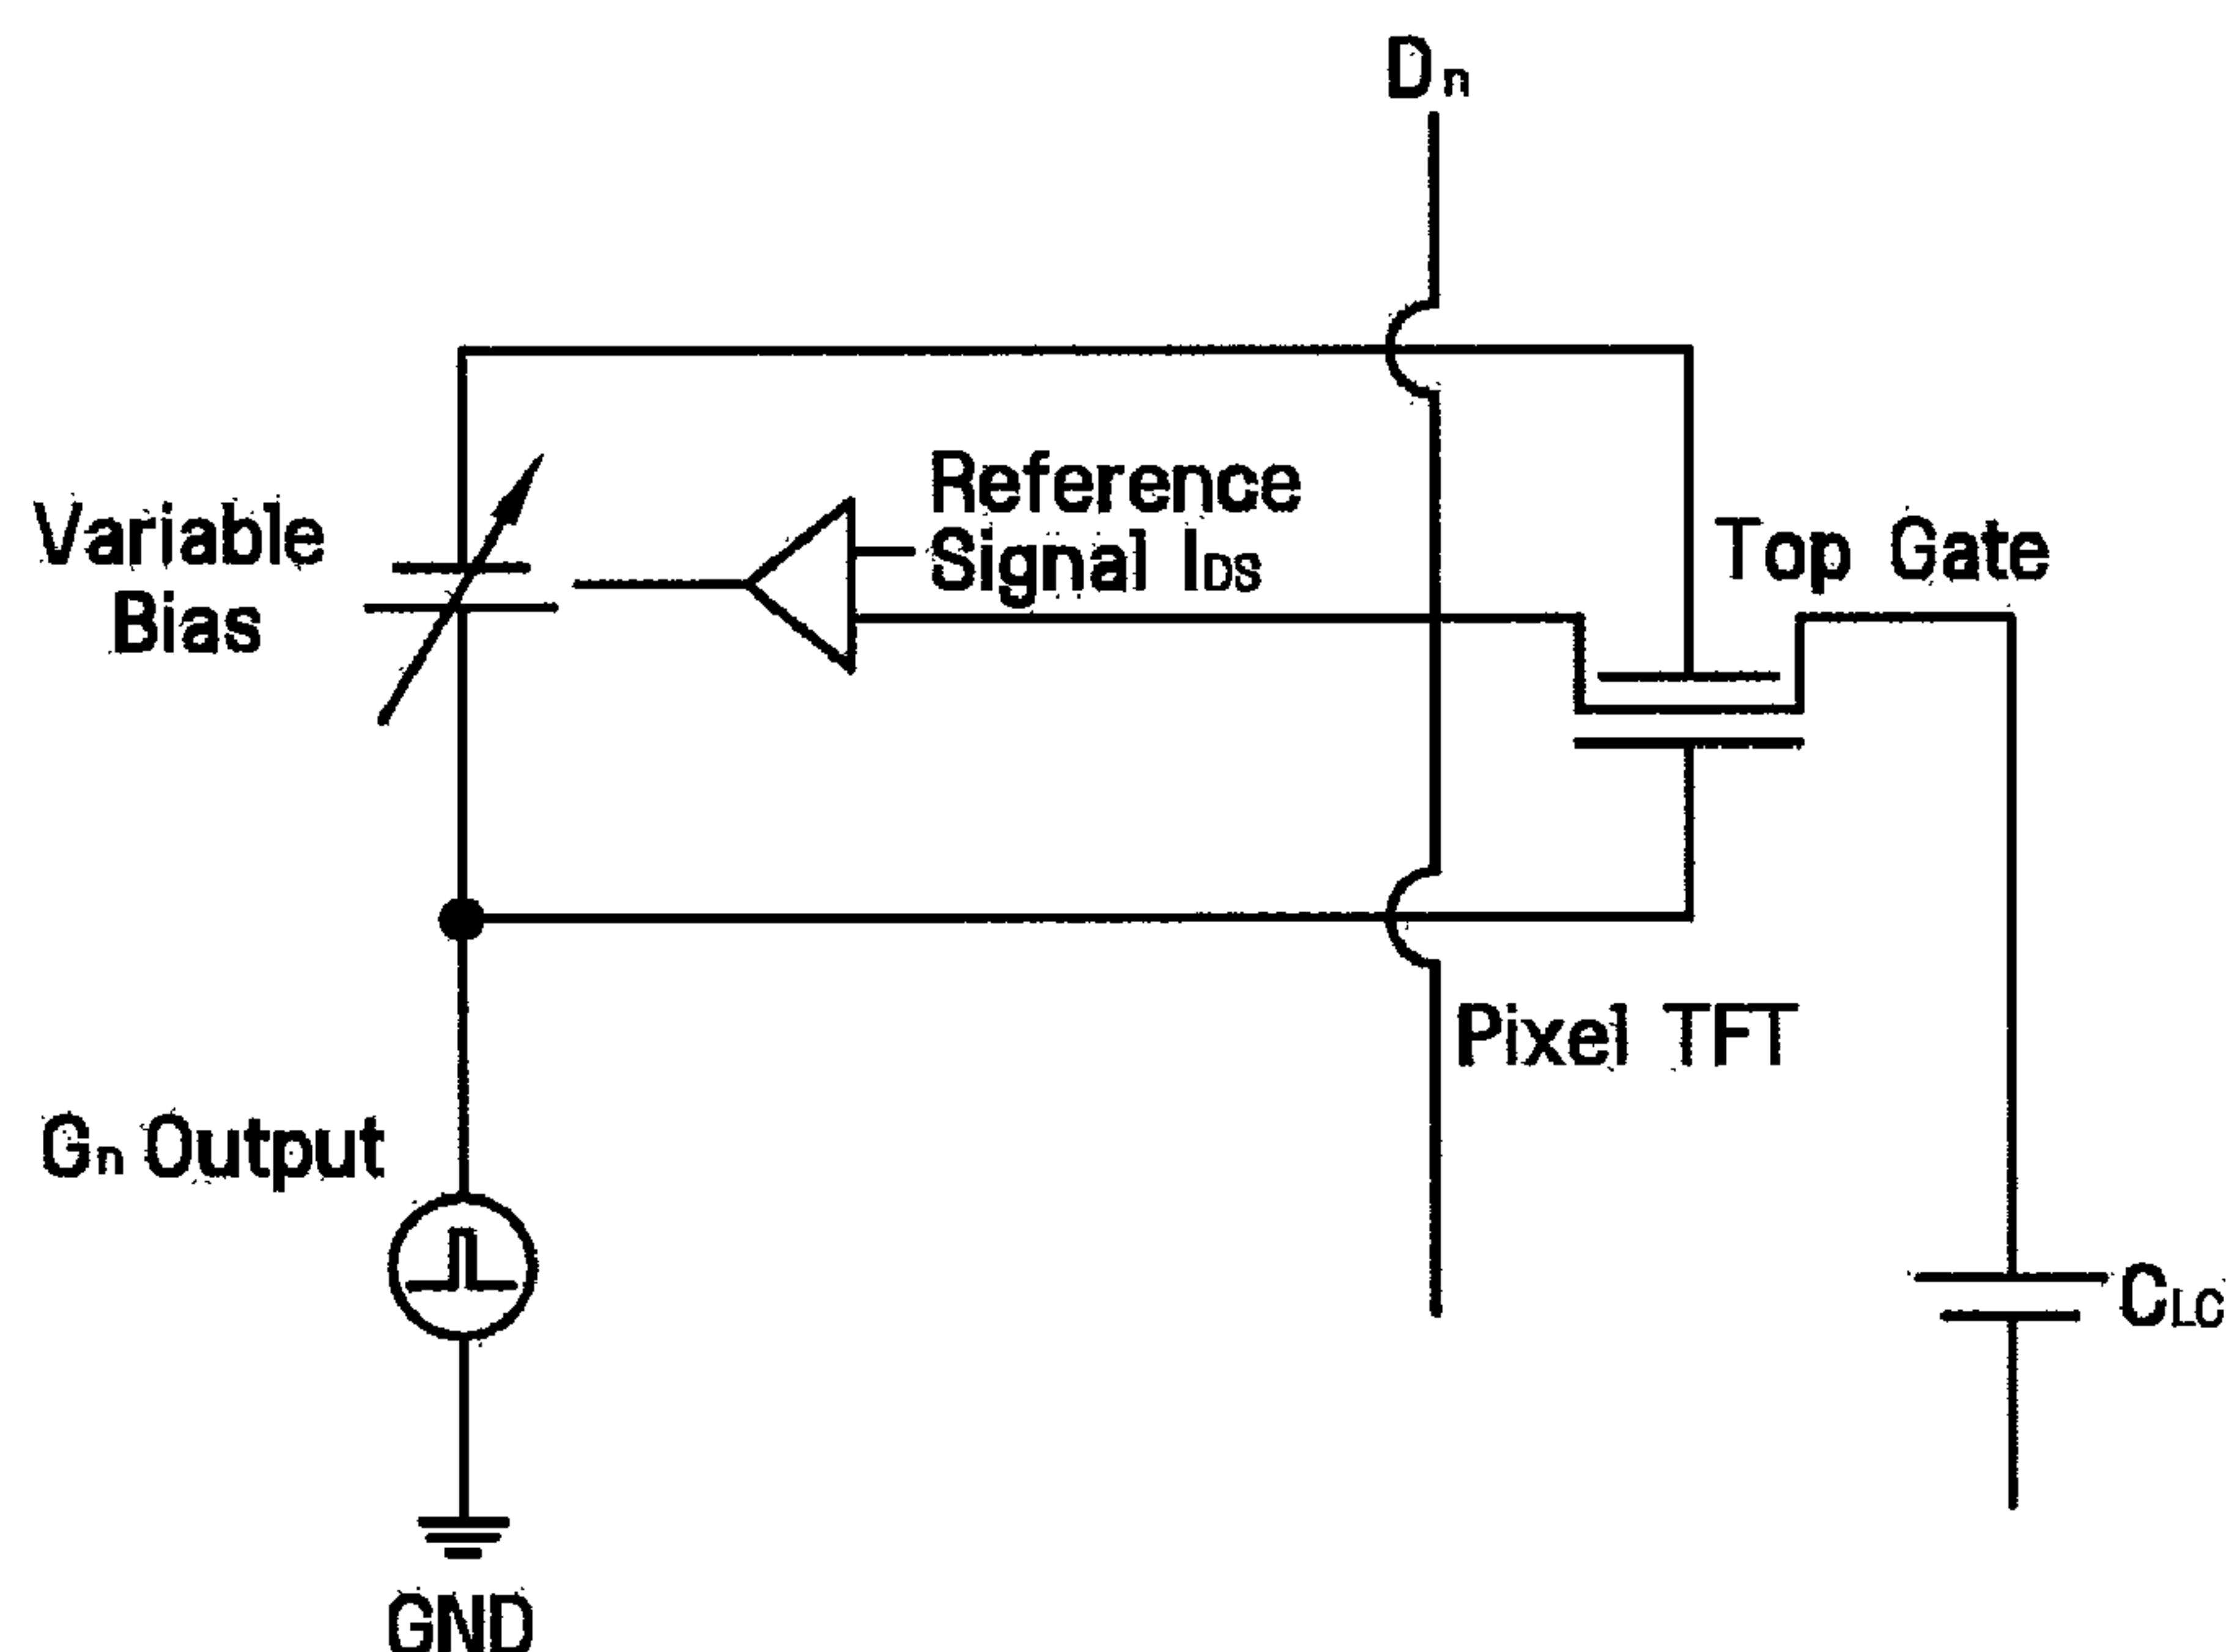 Dn
Reference
Signal IDS
Variable
Bias
Top Gate
Pixel TFT
Gn Output
CLC
GND